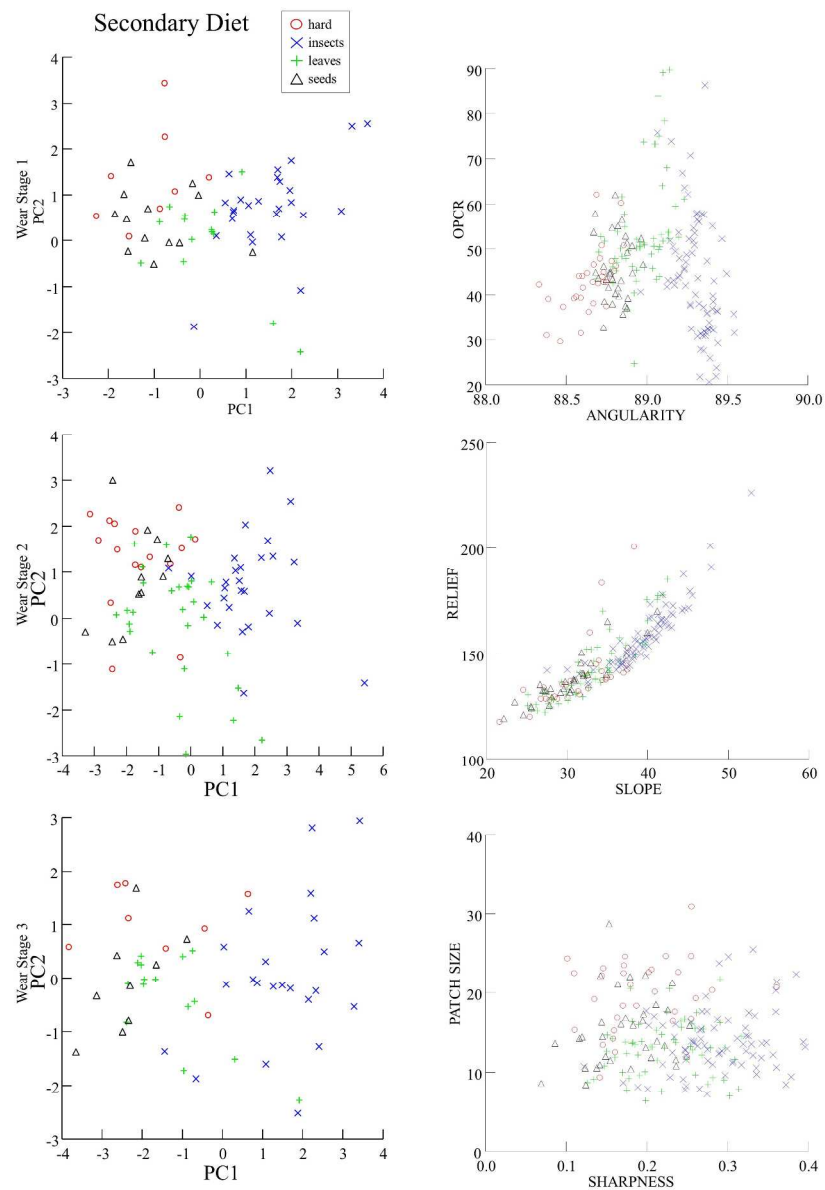 Secondary Diet
hard
insects
leaves
seeds
4
3
2
1
0
-1
-2
-3
Wear Stage 1
PC2
-3 -2 -1 0 1 2 3 4
PC1
90
80
70
60
50
40
30
20
OPCR
88.0 88.5 89.0 89.5 90.0
ANGULARITY
4
3
2
1
0
-1
-2
-3
Wear Stage 2
PC2
-4 -3 -2 -1 0 1 2 3 4 5 6
PC1
250
200
150
100
RELIEF
20 30 40 50 60
SLOPE
3
2
1
0
-1
-2
-3
Wear Stage 3
PC2
-4 -3 -2 -1 0 1 2 3 4
PC1
40
30
20
10
0
PATCH SIZE
0.0 0.1 0.2 0.3 0.4
SHARPNESS